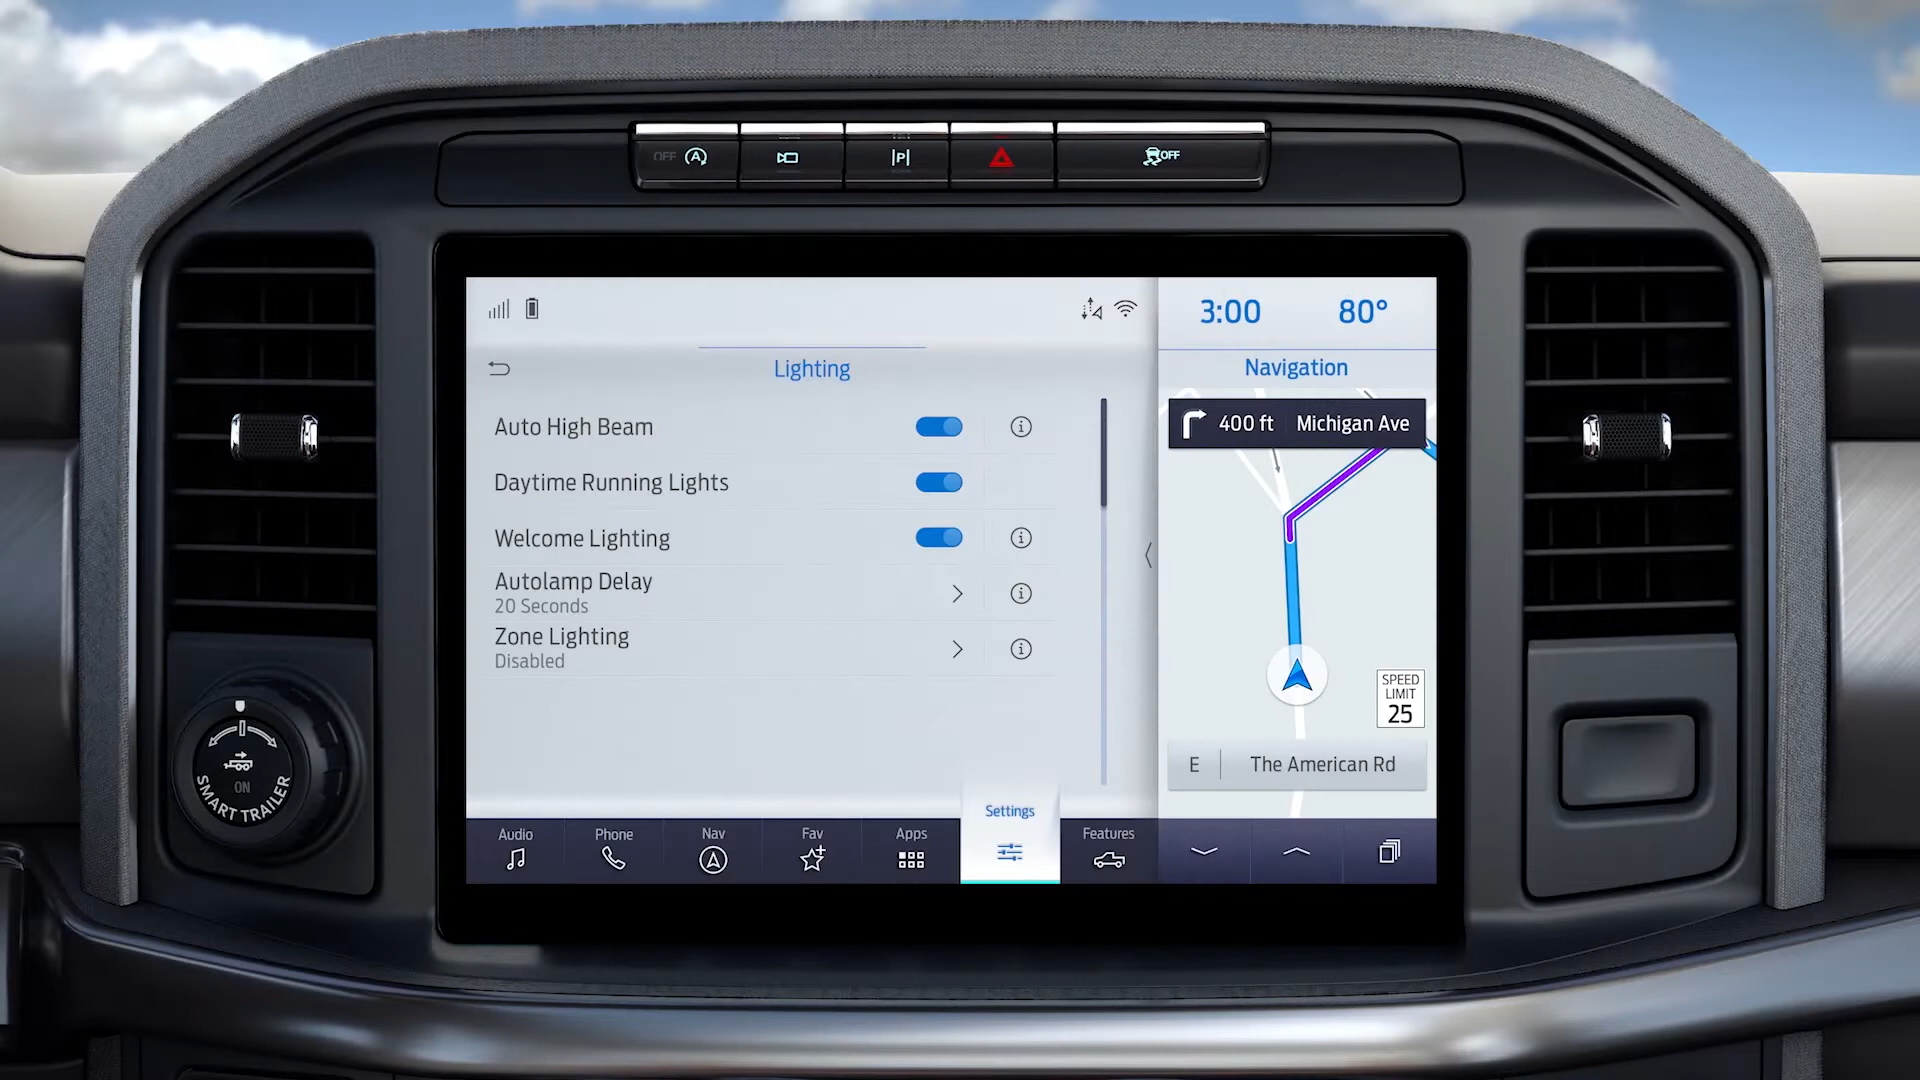 OFF A
P
OFF
3:00 80°
Lighting
Navigation
Auto High Beam
400 ft Michigan Ave
Daytime Running Lights
Welcome Lighting
Autolamp Delay
20 Seconds
Zone Lighting
Disabled
SPEED
LIMIT
25
E The American Rd
ON
SMART TRAILER
Settings
Audio Phone Nav Fav Apps Features